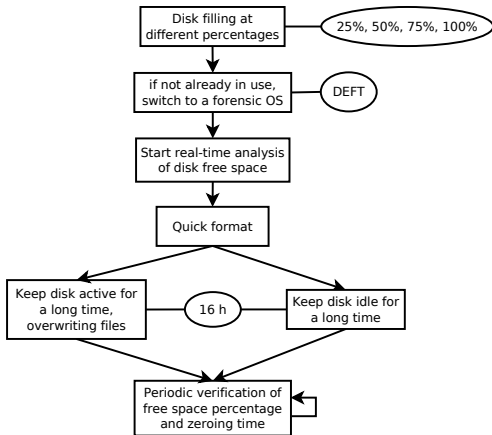 Disk filling at
different percentages
25%, 50%, 75%, 100%
if not already in use,
switch to a forensic OS
DEFT
Start real-time analysis
of disk free space
Quick format
Keep disk active for
a long time,
overwriting files
16 h
Keep disk idle for
a long time
Periodic verification of
free space percentage
and zeroing time